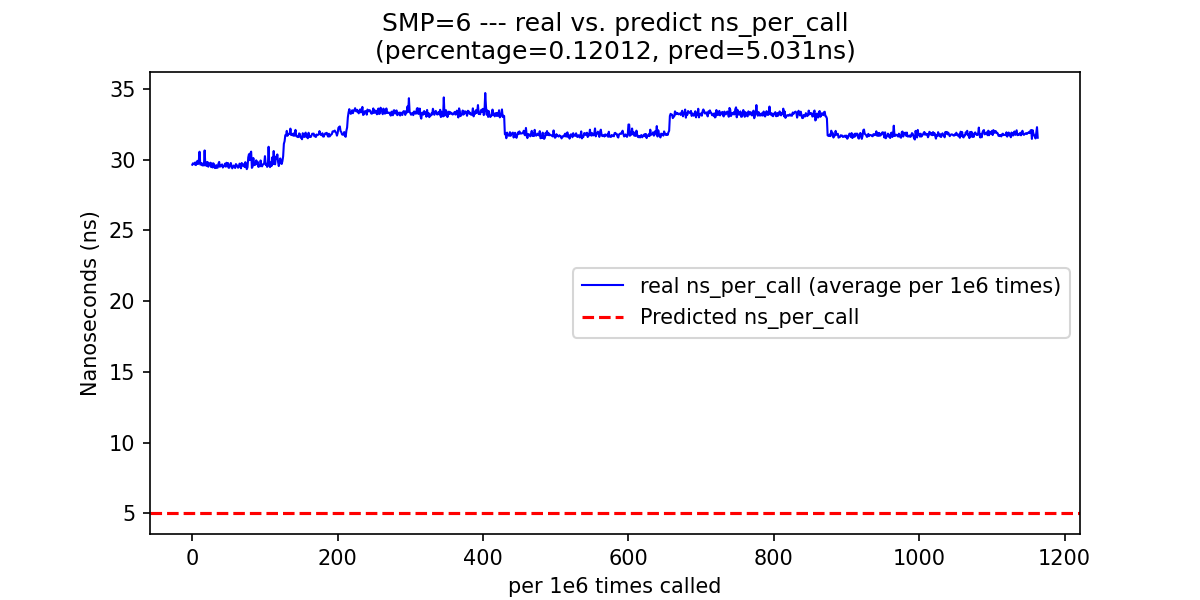 SMP=6 --- real vs. predict ns_per_call
(percentage=0.12012, pred=5.031ns)
Nanoseconds (ns)
35
30
25
20
15
10
5
real ns_per_call (average per 1e6 times)
Predicted ns_per_call
0
200
400
600
800
1000
1200
per 1e6 times called